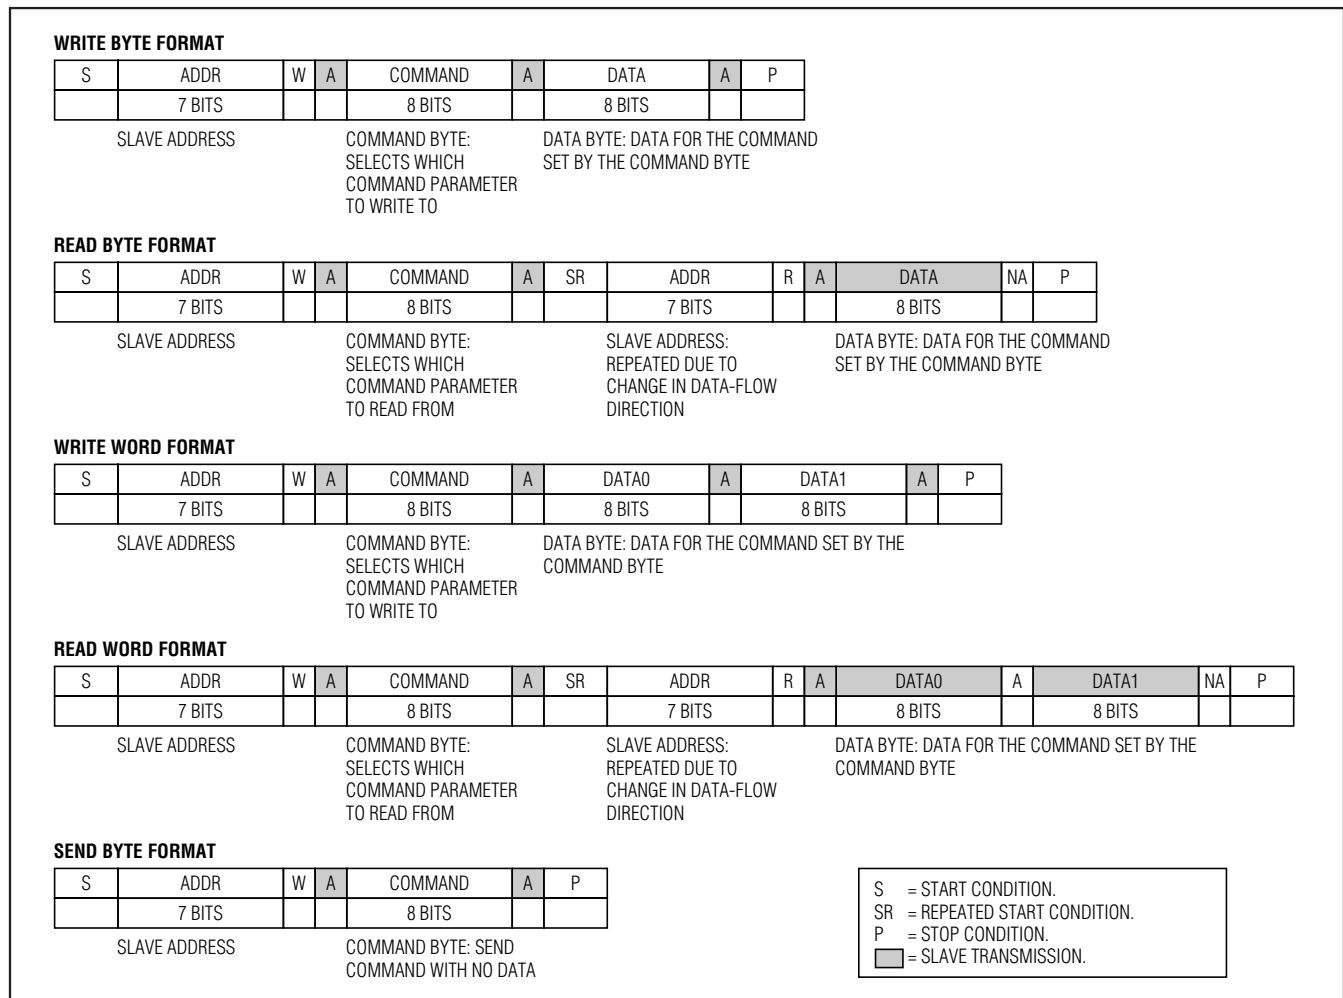 WRITE BYTE FORMAT
S ADDR W A COMMAND A DATA A P
7 BITS 8 BITS 8 BITS
SLAVE ADDRESS COMMAND BYTE: DATA BYTE: DATA FOR THE COMMAND
SELECTS WHICH SET BY THE COMMAND BYTE
COMMAND PARAMETER
TO WRITE TO
READ BYTE FORMAT
S ADDR W A COMMAND A SR ADDR R A DATA NA P
7 BITS 8 BITS 7 BITS 8 BITS
SLAVE ADDRESS COMMAND BYTE: SLAVE ADDRESS: DATA BYTE: DATA FOR THE COMMAND
SELECTS WHICH REPEATED DUE TO SET BY THE COMMAND BYTE
COMMAND PARAMETER CHANGE IN DATA-FLOW
TO READ FROM DIRECTION
WRITE WORD FORMAT
S ADDR W A COMMAND A DATA0 A DATA1 A P
7 BITS 8 BITS 8 BITS 8 BITS
SLAVE ADDRESS COMMAND BYTE: DATA BYTE: DATA FOR THE COMMAND SET BY THE
SELECTS WHICH COMMAND BYTE
COMMAND PARAMETER
TO WRITE TO
READ WORD FORMAT
S ADDR W A COMMAND A SR ADDR R A DATA0 A DATA1 NA P
7 BITS 8 BITS 7 BITS 8 BITS 8 BITS
SLAVE ADDRESS COMMAND BYTE: SLAVE ADDRESS: DATA BYTE: DATA FOR THE COMMAND SET BY THE
SELECTS WHICH REPEATED DUE TO COMMAND BYTE
COMMAND PARAMETER CHANGE IN DATA-FLOW
TO READ FROM DIRECTION
SEND BYTE FORMAT
S ADDR W A COMMAND A P
7 BITS 8 BITS
SLAVE ADDRESS COMMAND BYTE: SEND
COMMAND WITH NO DATA
S = START CONDITION.
SR = REPEATED START CONDITION.
P = STOP CONDITION.
= SLAVE TRANSMISSION.